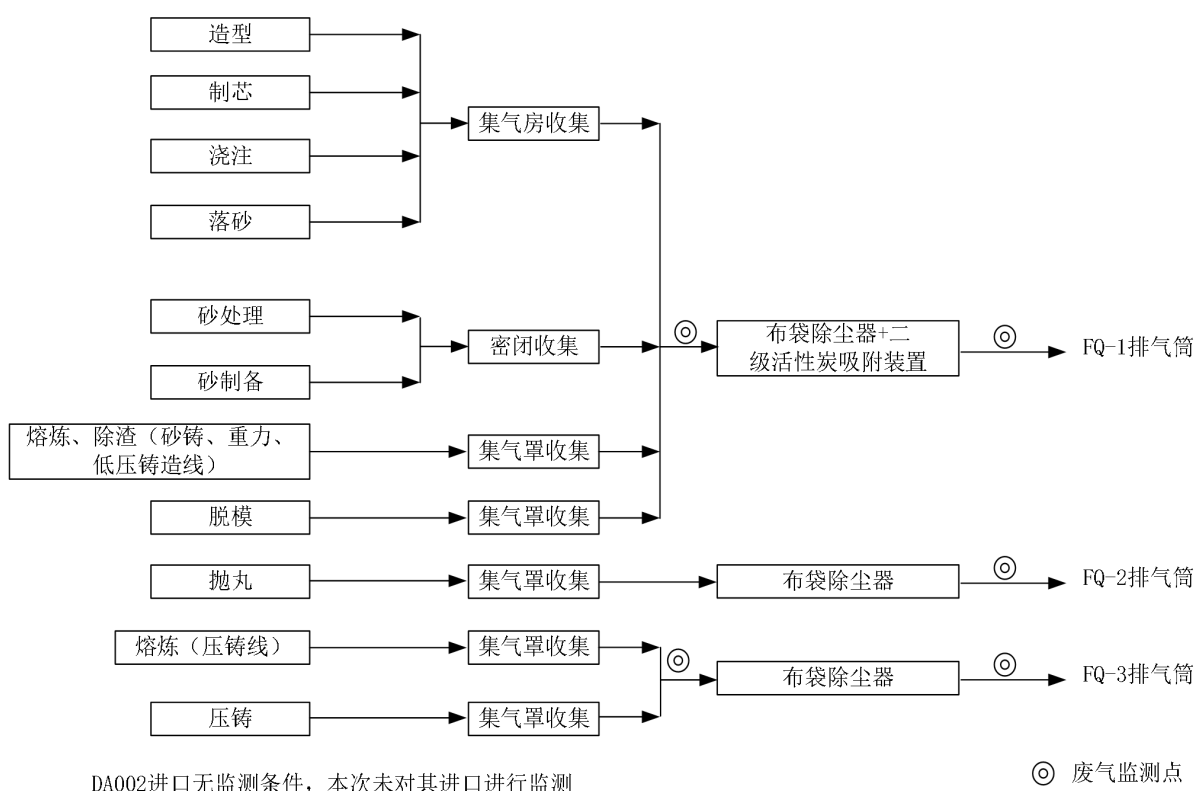 造型
制芯
集气房收集
浇注
落砂
砂处理
密闭收集
砂制备
布袋除尘器+二
级活性炭吸附装置
FQ-1排气筒
熔炼、除渣（砂铸、重力、
低压铸造线）
集气罩收集
脱模
集气罩收集
抛丸
集气罩收集
布袋除尘器
FQ-2排气筒
熔炼（压铸线）
集气罩收集
布袋除尘器
FQ-3排气筒
压铸
集气罩收集
DA002进口无监测条件，本次未对其进口进行监测
废气监测点